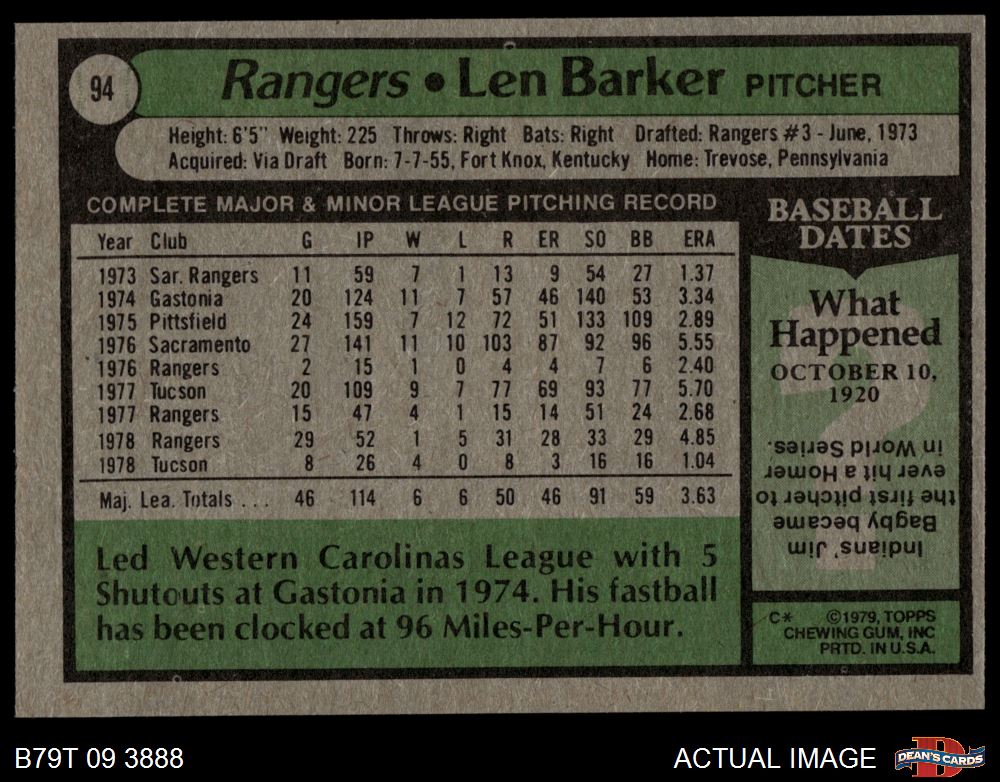 94
Rangers • Len Barker PITCHER
Height: 6'5" Weight: 225 Throws: Right Bats: Right Drafted: Rangers #3 - June, 1973
Acquired: Via Draft Born: 7-7-55, Fort Knox, Kentucky Home: Trevose, Pennsylvania
COMPLETE MAJOR & MINOR LEAGUE PITCHING RECORD
Year Club G IP W L R ER SO BB ERA
1973 Sar. Rangers 11 59 7 1 13 9 54 27 1.37
1974 Gastonia 20 124 11 7 57 46 140 53 3.34
1975 Pittsfield 24 159 7 12 72 51 133 109 2.89
1976 Sacramento 27 141 11 10 103 87 92 96 5.55
1976 Rangers 2 15 1 0 4 4 7 6 2.40
1977 Tucson 20 109 9 7 77 69 93 77 5.70
1977 Rangers 15 47 4 1 15 14 51 24 2.68
1978 Rangers 29 52 1 5 31 28 33 29 4.85
1978 Tucson 8 26 4 0 8 3 16 16 1.04
Maj. Lea. Totals . . . 46 114 6 6 50 46 91 59 3.63
Led Western Carolinas League with 5
Shutouts at Gastonia in 1974. His fastball
has been clocked at 96 Miles-Per-Hour.
BASEBALL
DATES
What
Happened
OCTOBER 10,
1920
?
Indians' Jim
Bagby became
the first pitcher to
ever hit a Homer
in World Series.
C* ©1979, TOPPS
CHEWING GUM, INC
PRTD. IN U.S.A.
B79T 09 3888
ACTUAL IMAGE
D
DEAN'S CARDS